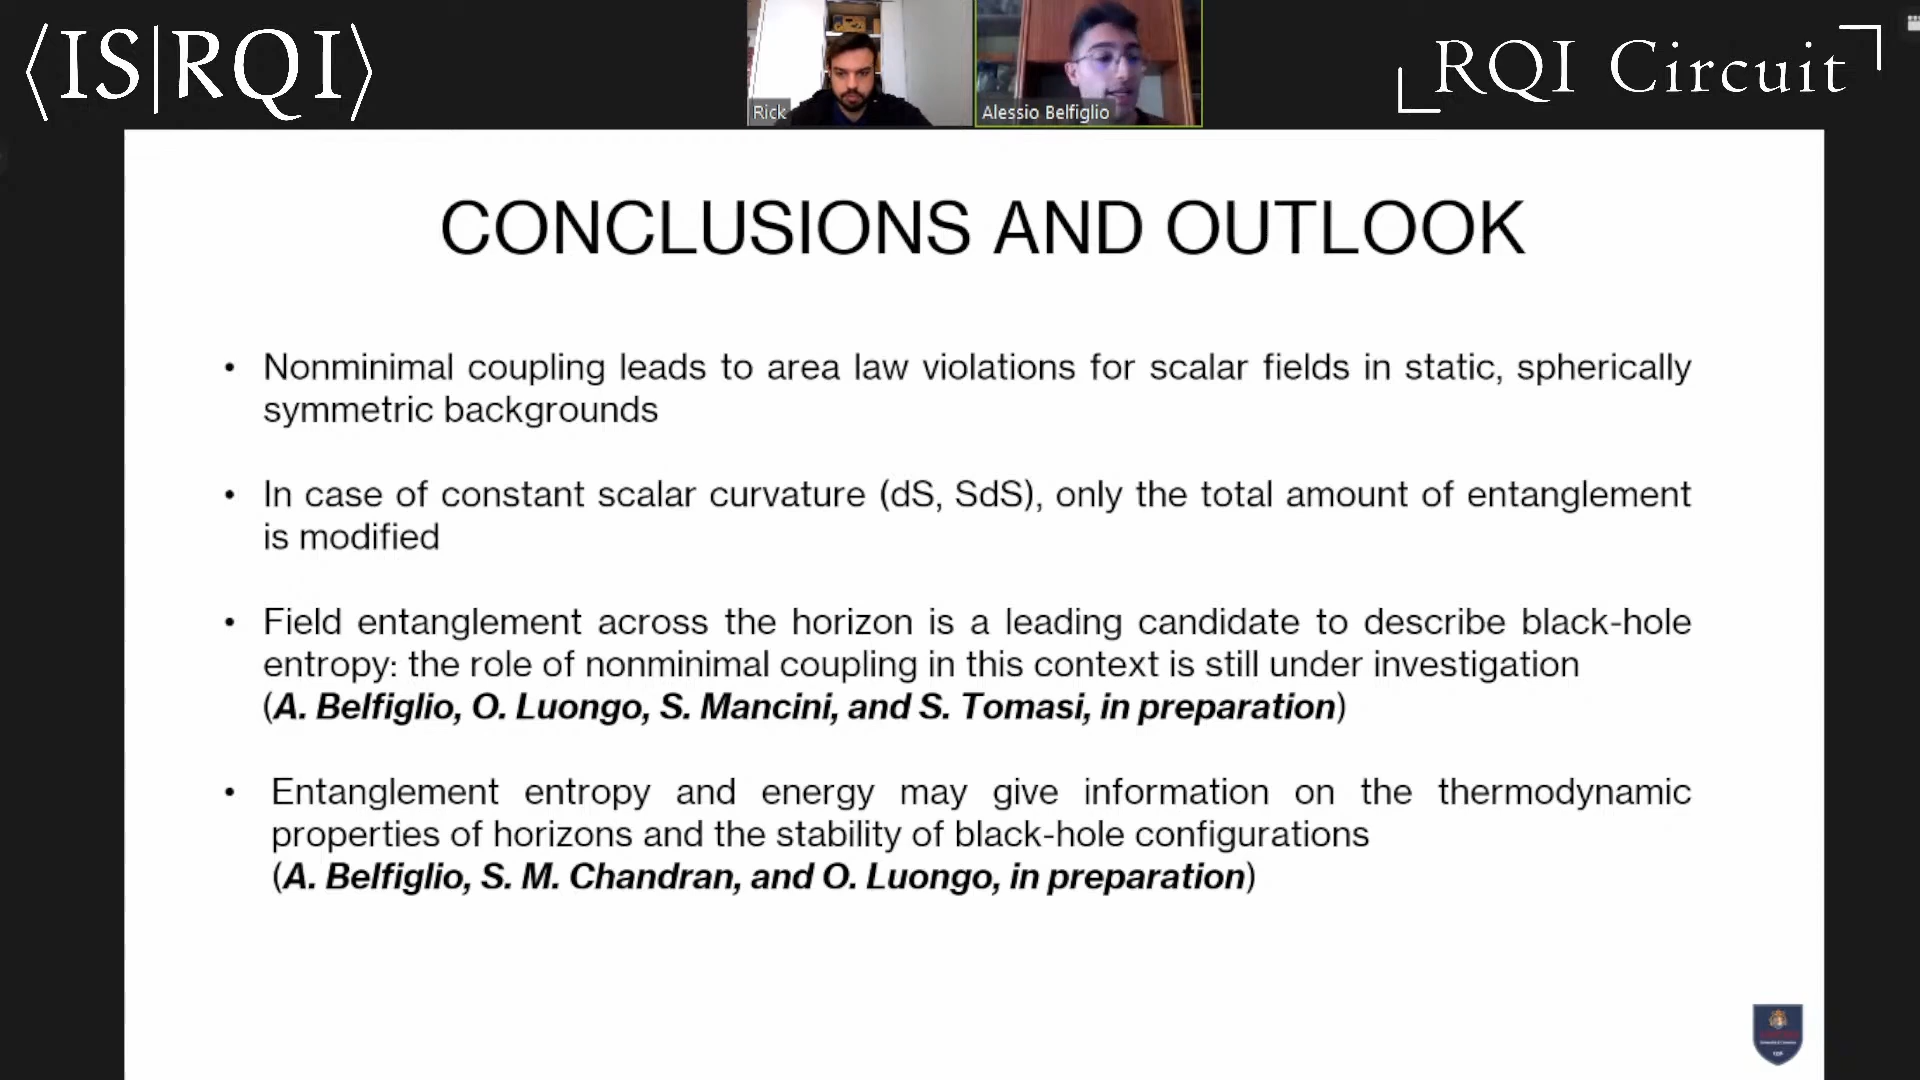 ⟨IS|RQI⟩
Rick
Alessio Belfiglio
RQI Circuit
CONCLUSIONS AND OUTLOOK
• Nonminimal coupling leads to area law violations for scalar fields in static, spherically
symmetric backgrounds
• In case of constant scalar curvature (dS, SdS), only the total amount of entanglement
is modified
• Field entanglement across the horizon is a leading candidate to describe black-hole
entropy: the role of nonminimal coupling in this context is still under investigation
(A. Belfiglio, O. Luongo, S. Mancini, and S. Tomasi, in preparation)
• Entanglement entropy and energy may give information on the thermodynamic
properties of horizons and the stability of black-hole configurations
(A. Belfiglio, S. M. Chandran, and O. Luongo, in preparation)